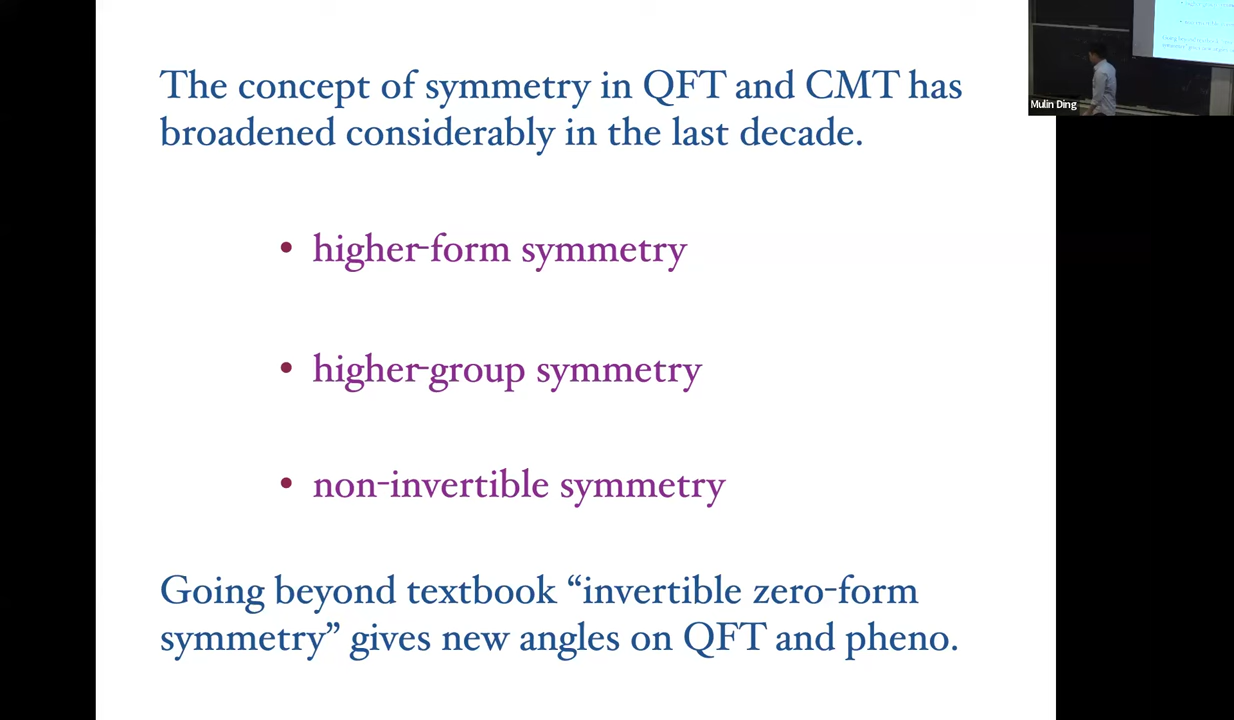 The concept of symmetry in QFT and CMT has
broadened considerably in the last decade.
Mulin Ding
• higher-form symmetry
• higher-group symmetry
• non-invertible symmetry
Going beyond textbook “invertible zero-form
symmetry” gives new angles on QFT and pheno.